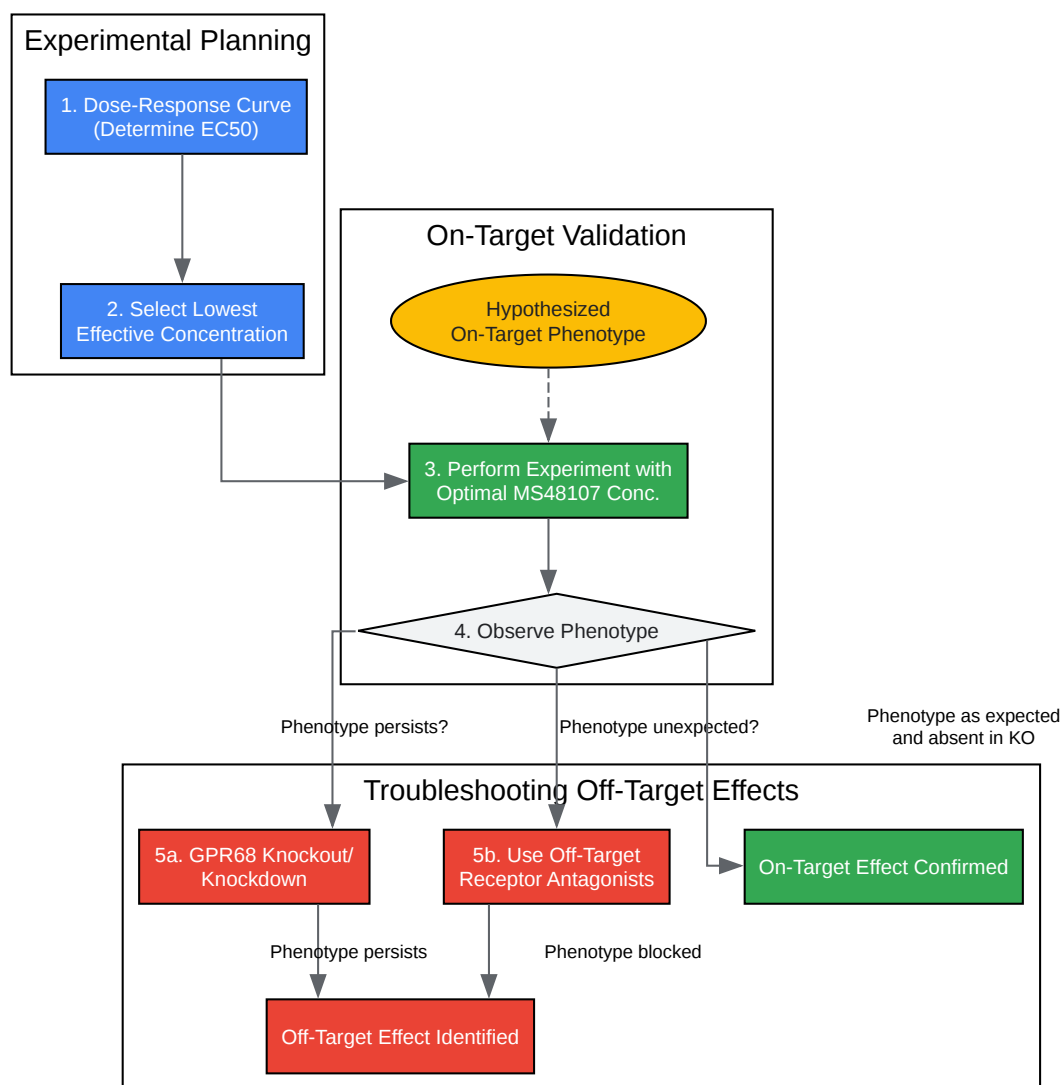 Experimental Planning
1. Dose-Response Curve
(Determine EC50)
2. Select Lowest
Effective Concentration
On-Target Validation
Hypothesized
On-Target Phenotype
3. Perform Experiment with
Optimal MS48107 Conc.
4. Observe Phenotype
Phenotype persists?
Phenotype unexpected?
Phenotype as expected
and absent in KO
Troubleshooting Off-Target Effects
5a. GPR68 Knockout/
Knockdown
5b. Use Off-Target
Receptor Antagonists
On-Target Effect Confirmed
Phenotype persists
Phenotype blocked
Off-Target Effect Identified